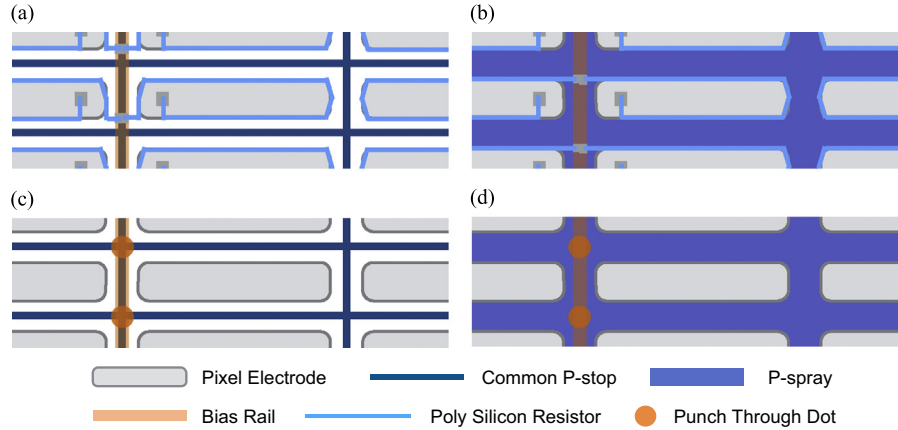 (a) (b)
(c) (d)
Pixel Electrode Common P-stop P-spray
Bias Rail Poly Silicon Resistor Punch Through Dot